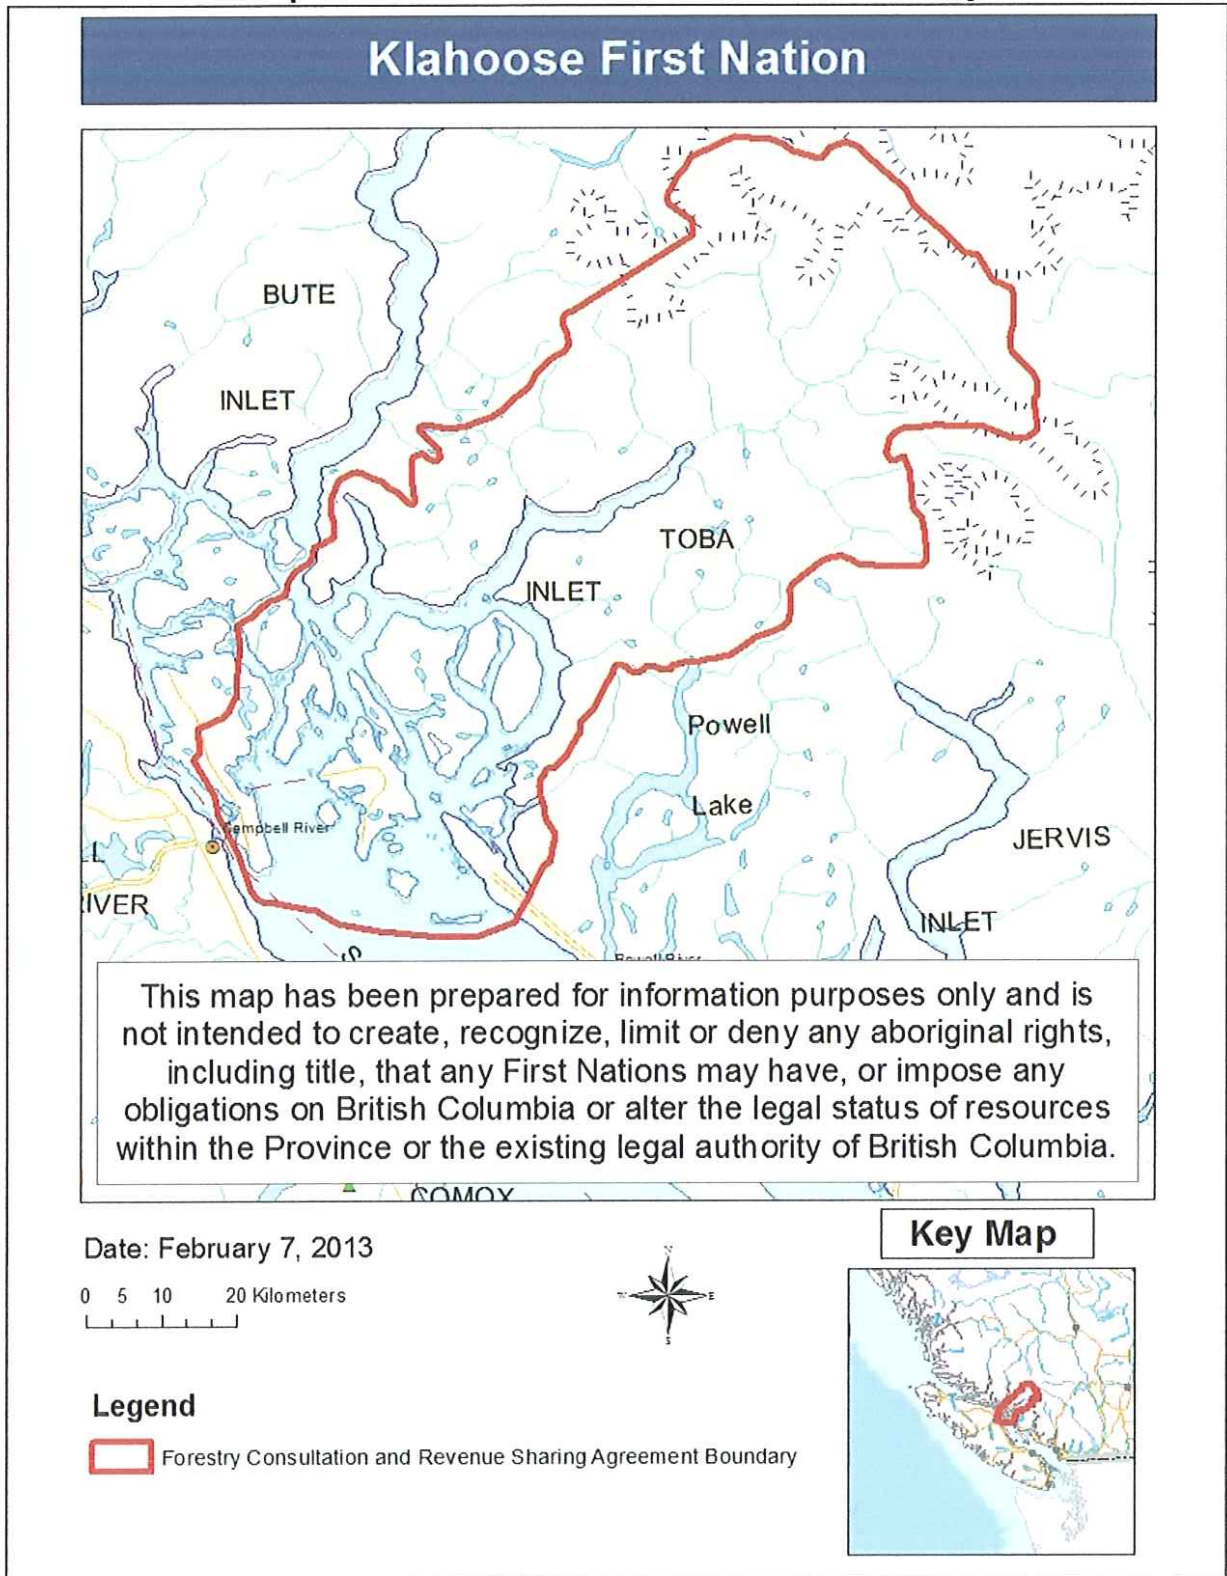 Klahoose First Nation
BUTE
INLET
TOBA
INLET
Powell
Lake
Campbell River
JERVIS
IVER
INLET
S
Powell River
This map has been prepared for information purposes only and is
not intended to create, recognize, limit or deny any aboriginal rights,
including title, that any First Nations may have, or impose any
obligations on British Columbia or alter the legal status of resources
within the Province or the existing legal authority of British Columbia.
COMOX
Date: February 7, 2013
Key Map
0 5 10 20 Kilometers
N
W E
S
Legend
Forestry Consultation and Revenue Sharing Agreement Boundary